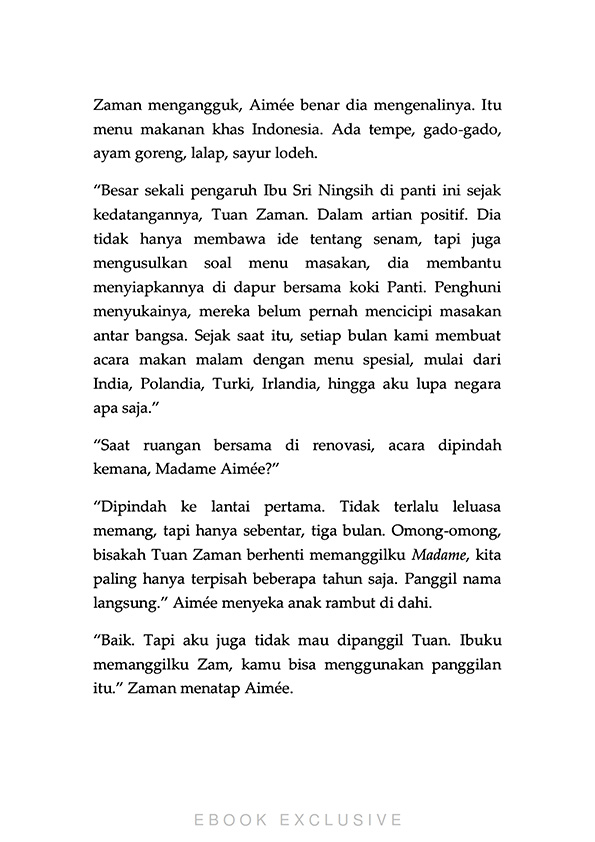 Zaman mengangguk, Aimée benar dia mengenalinya. Itu
menu makanan khas Indonesia. Ada tempe, gado-gado,
ayam goreng, lalap, sayur lodeh.
“Besar sekali pengaruh Ibu Sri Ningsih di panti ini sejak
kedatangannya, Tuan Zaman. Dalam artian positif. Dia
tidak hanya membawa ide tentang senam, tapi juga
mengusulkan soal menu masakan, dia membantu
menyiapkannya di dapur bersama koki Panti. Penghuni
menyukainya, mereka belum pernah mencicipi masakan
antar bangsa. Sejak saat itu, setiap bulan kami membuat
acara makan malam dengan menu spesial, mulai dari
India, Polandia, Turki, Irlandia, hingga aku lupa negara
apa saja.”
“Saat ruangan bersama di renovasi, acara dipindah
kemana, Madame Aimée?”
“Dipindah ke lantai pertama. Tidak terlalu leluasa
memang, tapi hanya sebentar, tiga bulan. Omong-omong,
bisakah Tuan Zaman berhenti memanggilku Madame, kita
paling hanya terpisah beberapa tahun saja. Panggil nama
langsung.” Aimée menyeka anak rambut di dahi.
“Baik. Tapi aku juga tidak mau dipanggil Tuan. Ibuku
memanggilku Zam, kamu bisa menggunakan panggilan
itu.” Zaman menatap Aimée.
EBOOK EXCLUSIVE